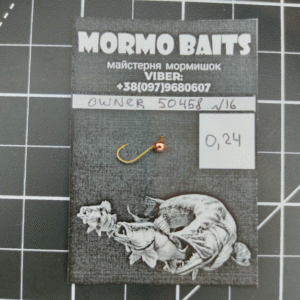 MORMO BAITS
майстерня мормишок
VIBER:
+38(097)9680607
OWNER 50458 №16
0,24